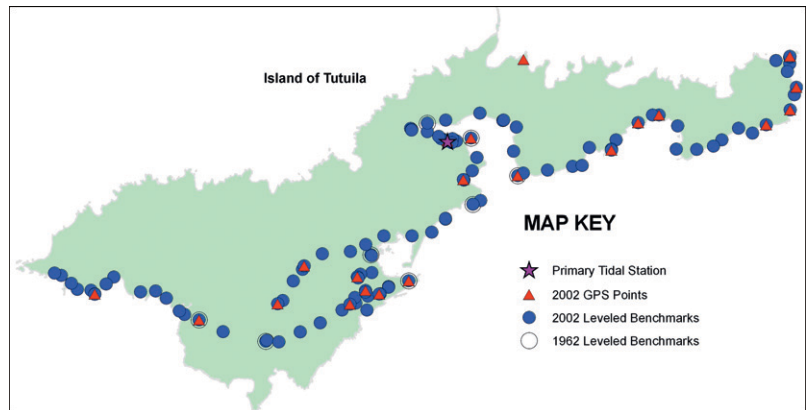 Island of Tutuila
MAP KEY
Primary Tidal Station
2002 GPS Points
2002 Leveled Benchmarks
1962 Leveled Benchmarks